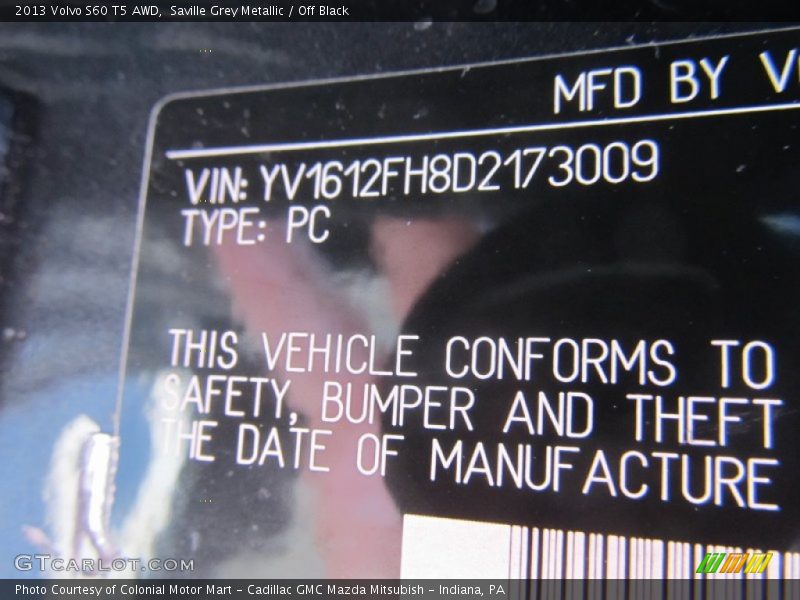 2013 Volvo S60 T5 AWD, Saville Grey Metallic / Off Black
MFD BY
VIN: YV1612FH8D2173009
TYPE: PC
THIS VEHICLE CONFORMS TO
SAFETY, BUMPER AND THEFT
THE DATE OF MANUFACTURE
GTCARLOT.COM
Photo Courtesy of Colonial Motor Mart - Cadillac GMC Mazda Mitsubish - Indiana, PA